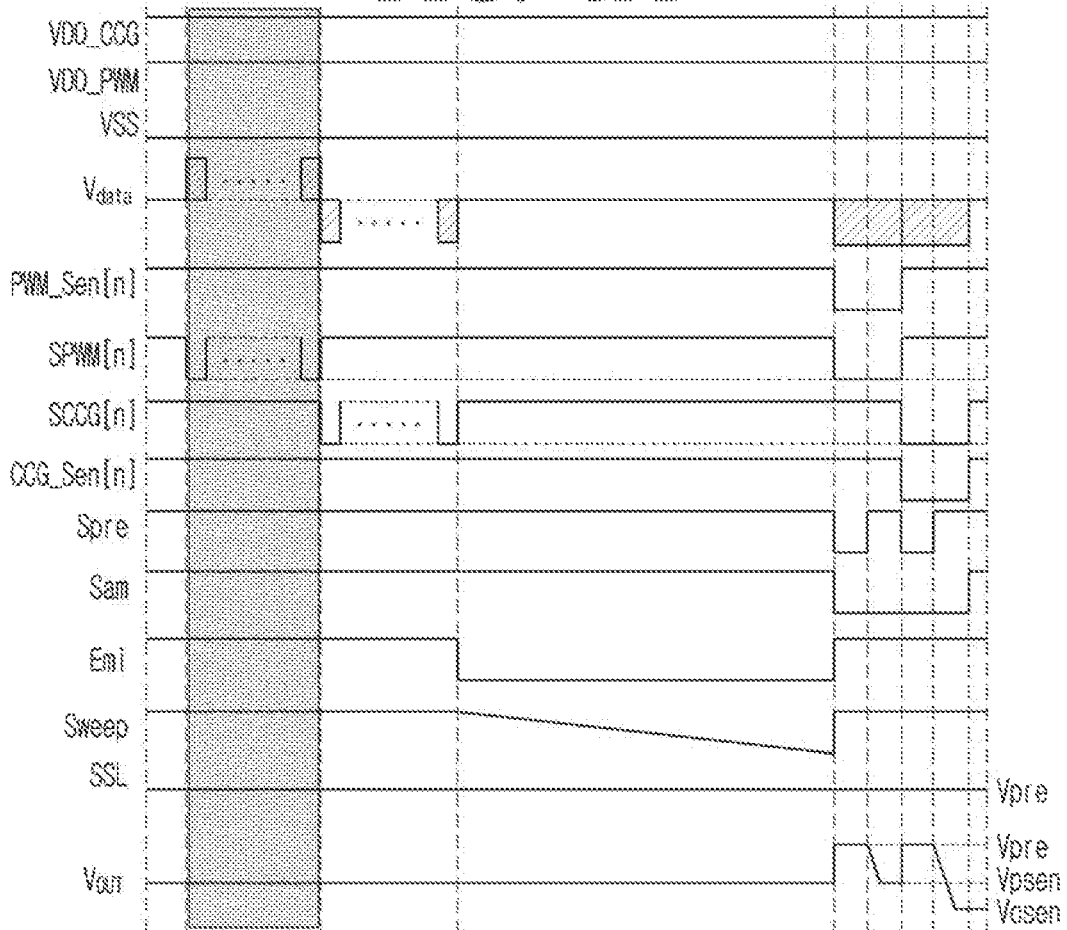 VDD_CCG
VDD_PWM
VSS
Vdata
PWM_Sen[n]
SPWM[n]
SCCG[n]
CCG_Sen[n]
Spre
Sam
Emi
Sweep
SSL
Vpre
Vpre
VOUT
Vpsen
Vcsen